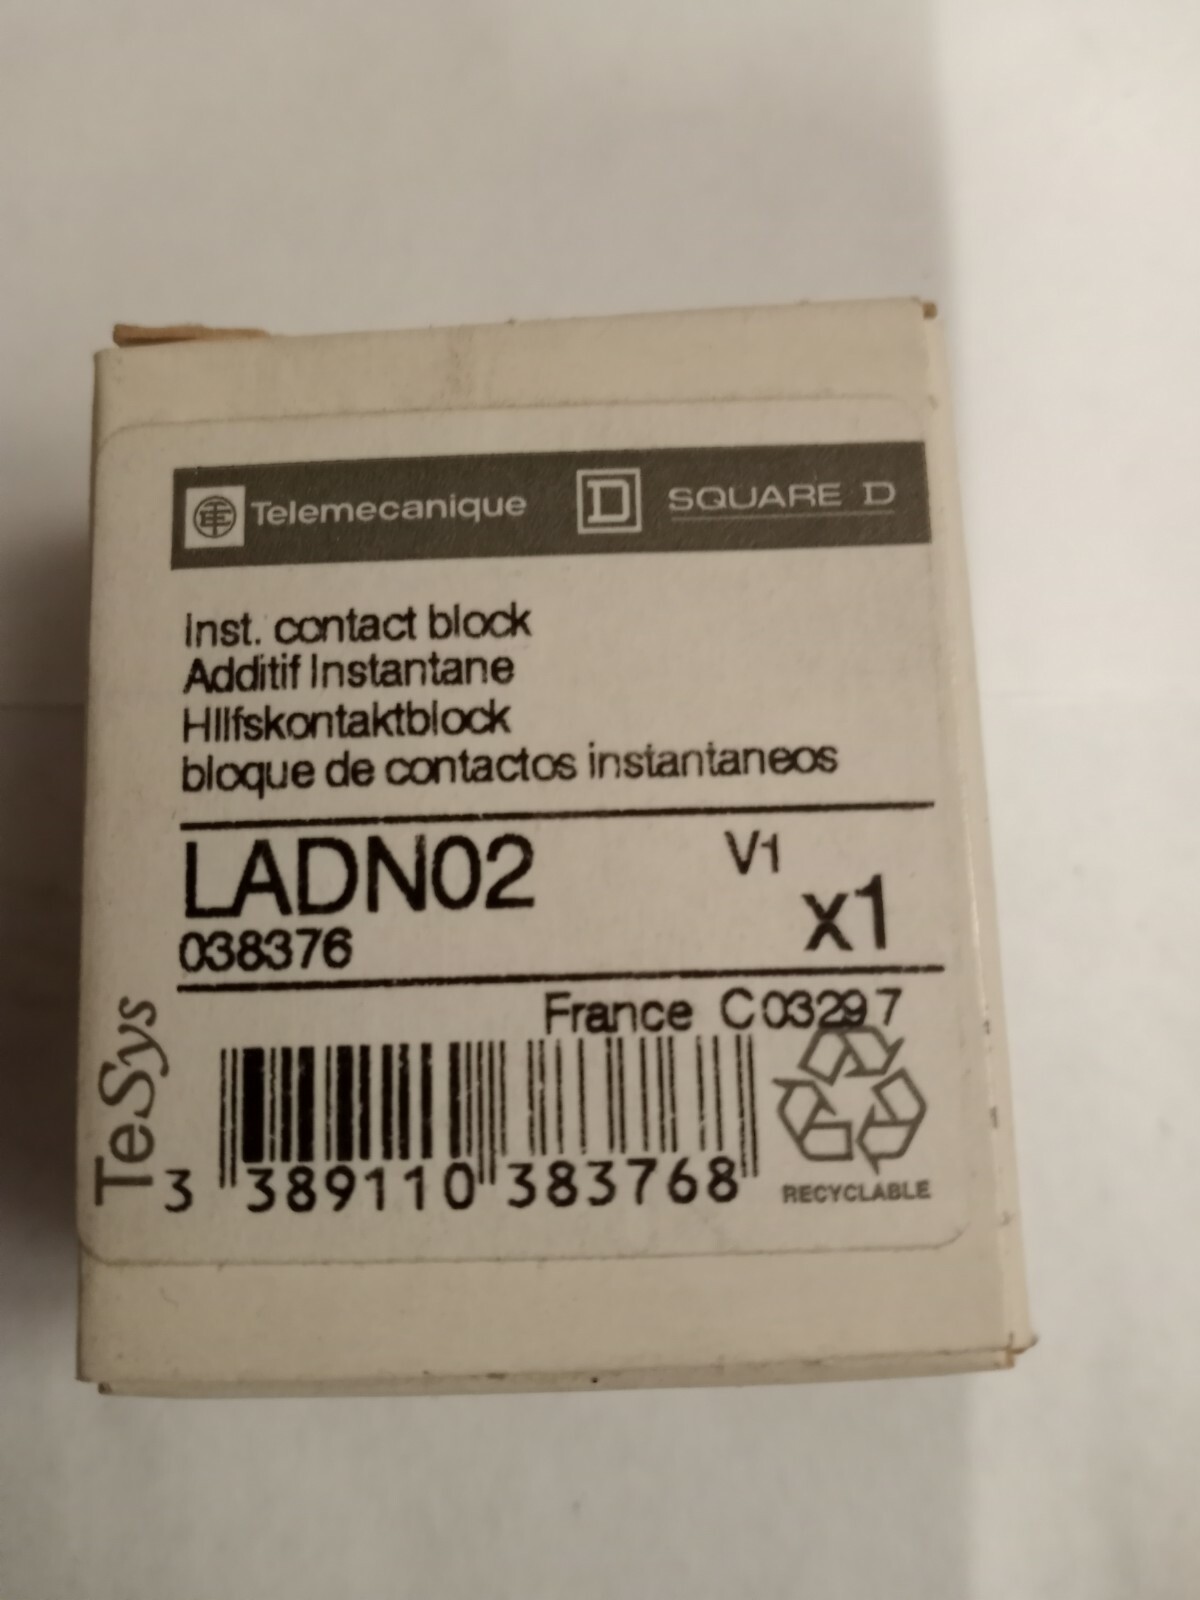 Telemecanique D SQUARE D
Inst. contact block
Additif Instantane
Hilfskontaktblock
bloque de contactos instantaneos
LADN02 V1
038376 x1
France C 03297
TeSys
3 389110 383768
RECYCLABLE